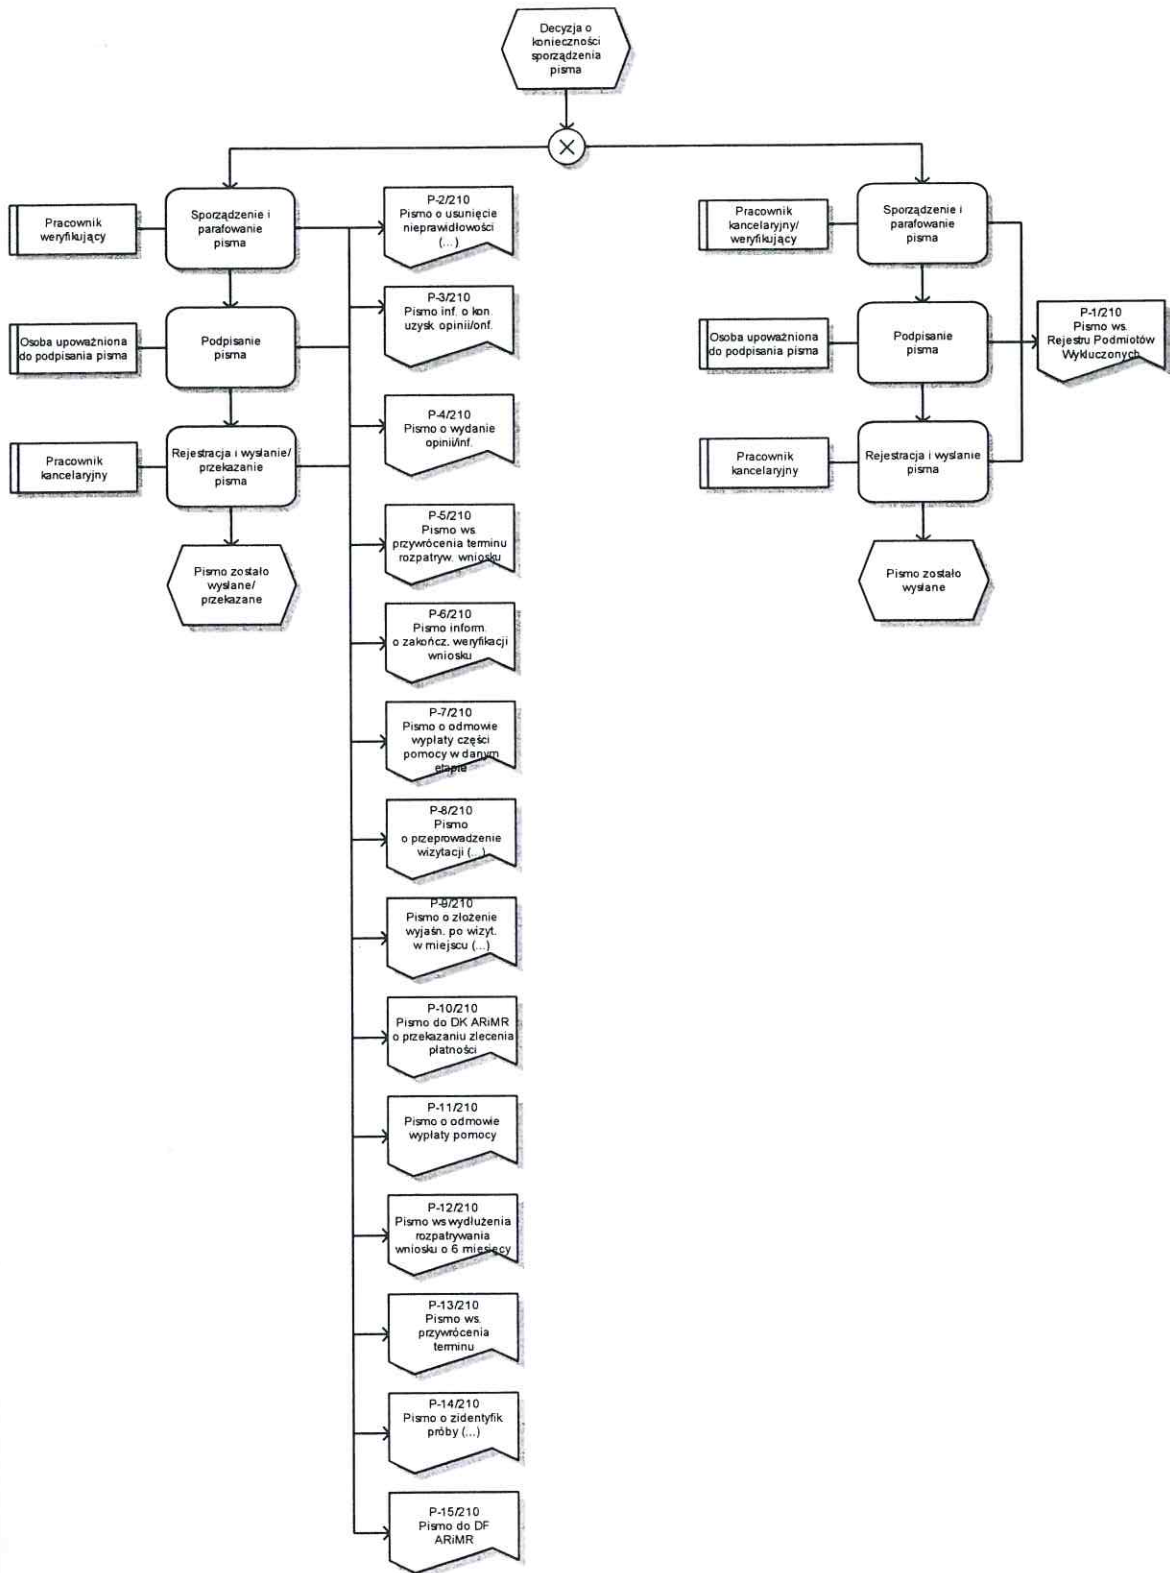 Decyzja o
konieczności
sporządzenia
pisma
Pracownik
weryfikujący
Sporządzenie i
parafowanie
pisma
Osoba upoważniona
do podpisania pisma
Podpisanie
pisma
Pracownik
kancelaryjny
Rejestracja i wysłanie/
przekazanie
pisma
Pismo zostało
wysłane/
przekazane
P-2/210
Pismo o usunięcie
nieprawidłowości
(...)
P-3/210
Pismo inf. o kon.
uzysk. opinii/onf.
P-4/210
Pismo o wydanie
opinii/inf.
P-5/210
Pismo ws.
przywrócenia terminu
rozpatryw. wniosku
P-6/210
Pismo inform.
o zakończ. weryfikacji
wniosku
P-7/210
Pismo o odmowie
wypłaty części
pomocy w danym
etapie
P-8/210
Pismo
o przeprowadzenie
wizytacji (...)
P-9/210
Pismo o złożenie
wyjaśn. po wizyt.
w miejscu (...)
P-10/210
Pismo do DK ARiMR
o przekazaniu zlecenia
płatności
P-11/210
Pismo o odmowie
wypłaty pomocy
P-12/210
Pismo ws wydłużenia
rozpatrywania
wniosku o 6 miesięcy
P-13/210
Pismo ws.
przywrócenia
terminu
P-14/210
Pismo o zidentyfik
próby (...)
P-15/210
Pismo do DF
ARiMR
Pracownik
kancelaryjny/
weryfikujący
Sporządzenie i
parafowanie
pisma
Osoba upoważniona
do podpisania pisma
Podpisanie
pisma
Pracownik
kancelaryjny
Rejestracja i wysłanie
pisma
Pismo zostało
wysłane
P-1/210
Pismo ws.
Rejestru Podmiotów
Wykluczonych